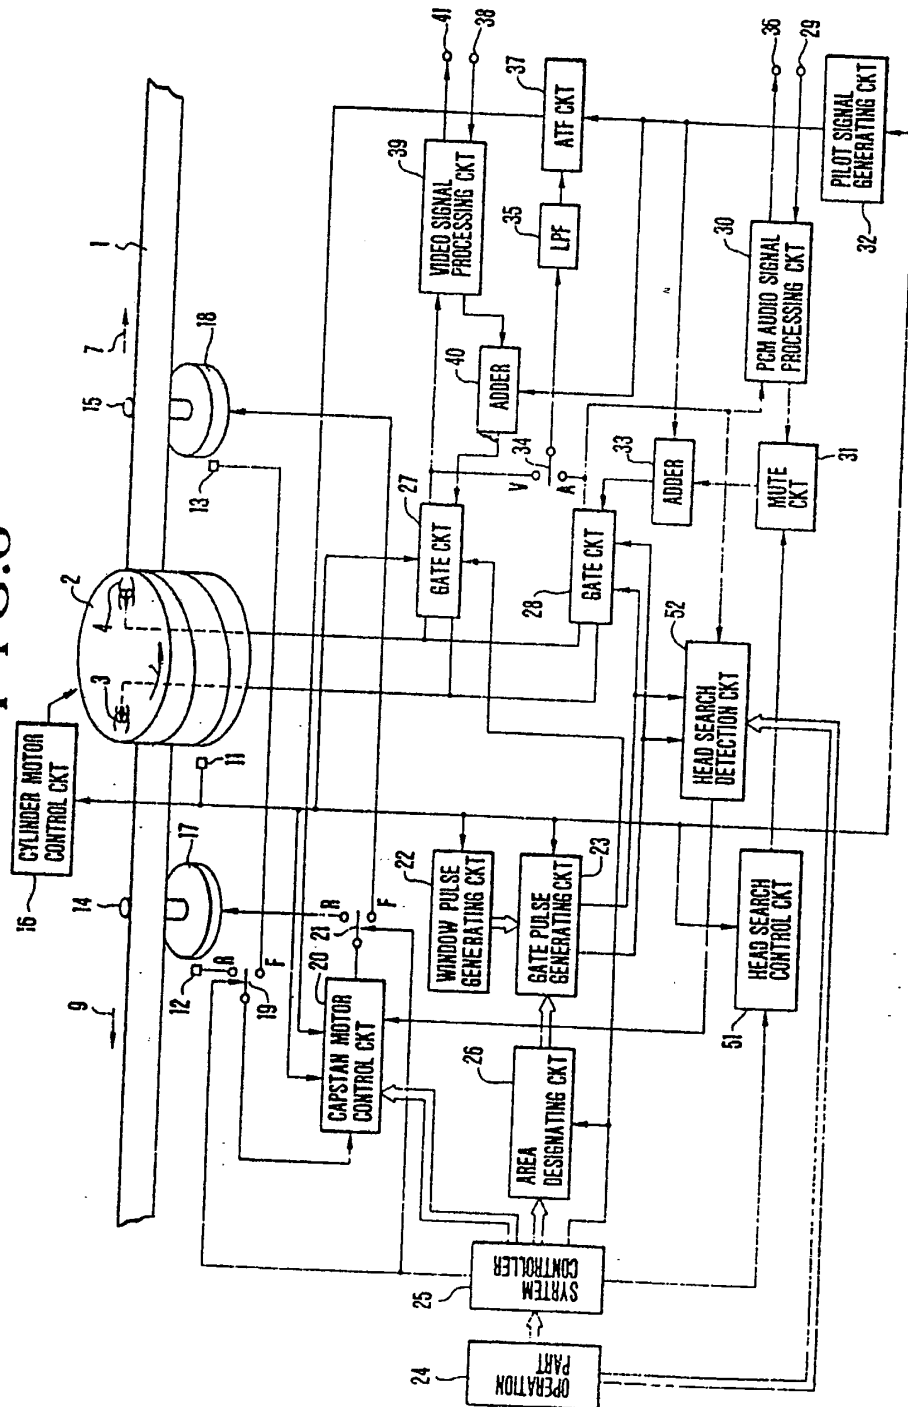 16
CYLINDER MOTOR
CONTROL CKT
2
3
4
9
14
15
7
1
11
12
13
17
18
R
F
19
20
CAPSTAN MOTOR
CONTROL CKT
21
R
F
22
WINDOW PULSE
GENERATING CKT
GATE PULSE
GENERATING CKT
23
24
OPERATION
PART
25
SYRTEM
CONTROLLER
26
AREA
DESIGNATING CKT
27
GATE CKT
28
GATE CKT
V
A
34
33
ADDER
40
ADDER
39
VIDEO SIGNAL
PROCESSING CKT
41
38
35
LPF
37
ATF CKT
30
PCM AUDIO SIGNAL
PROCESSING CKT
36
29
MUTE
CKT
31
32
PILOT SIGNAL
GENERATING CKT
51
HEAD SEARCH
CONTROL CKT
52
HEAD SEARCH
DETECTION CKT